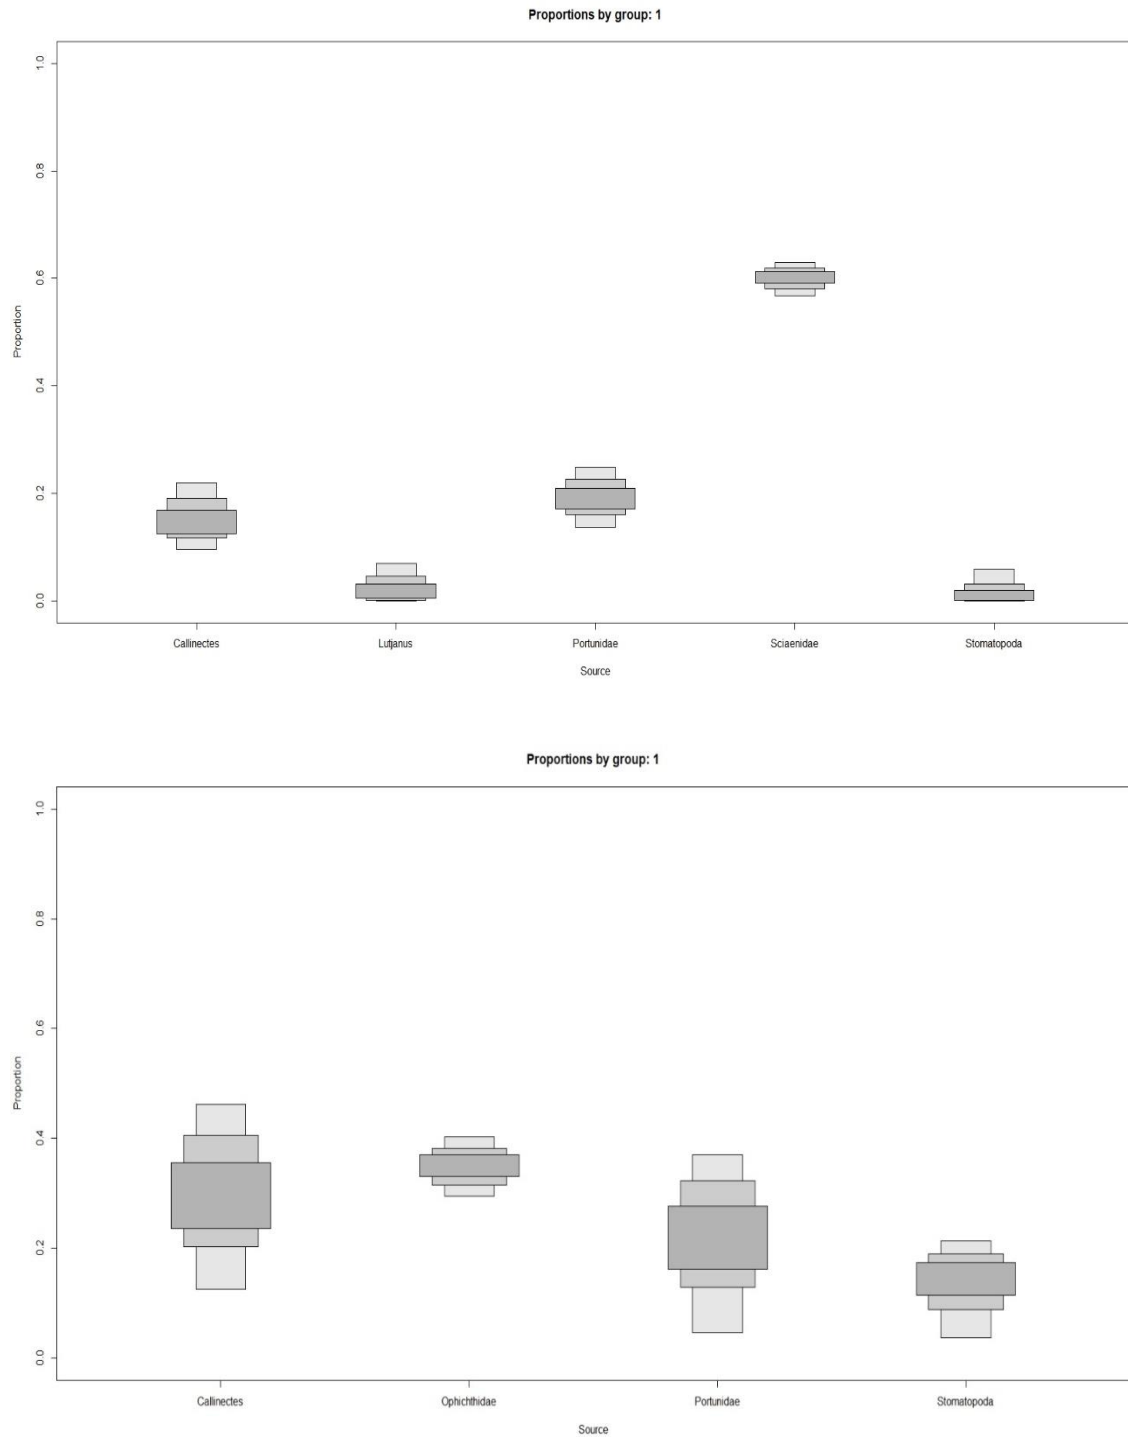 Proportions by group: 1
1.0
0.8
0.6
0.4
0.2
0.0
Proportion
Callinectes Lutjanus Portunidae Sciaenidae Stomatopoda
Source
Proportions by group: 1
1.0
0.8
0.6
0.4
0.2
0.0
Proportion
Callinectes Ophichthidae Portunidae Stomatopoda
Source